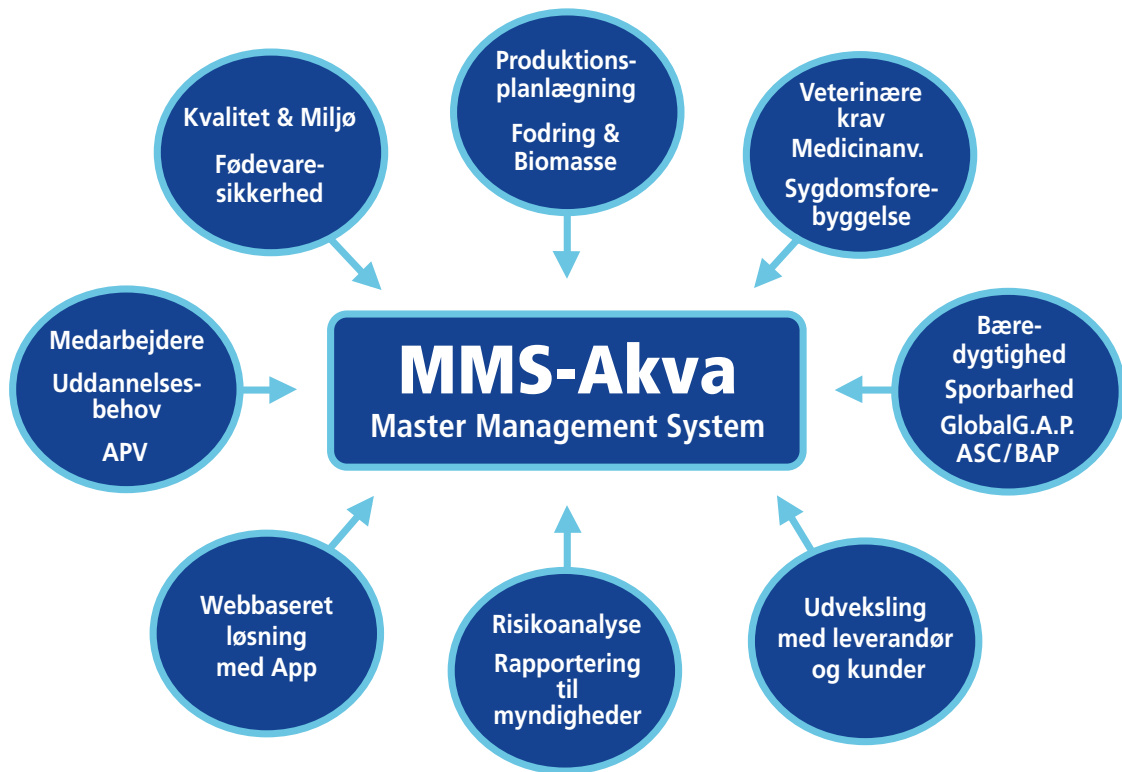 Produktions-
planlægning
Fodring &
Biomasse
Kvalitet & Miljø
Fødevare-
sikkerhed
Veterinære
krav
Medicinanv.
Sygdomsfore-
byggelse
Medarbejdere
Uddannelses-
behov
APV
MMS-Akva
Master Management System
Bære-
dygtighed
Sporbarhed
GlobalG.A.P.
ASC/BAP
Webbaseret
løsning
med App
Risikoanalyse
Rapportering
til
myndigheder
Udveksling
med leverandør
og kunder